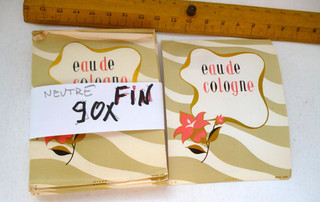 eau de
cologne
NEUTRE
90X FIN
eau de
cologne